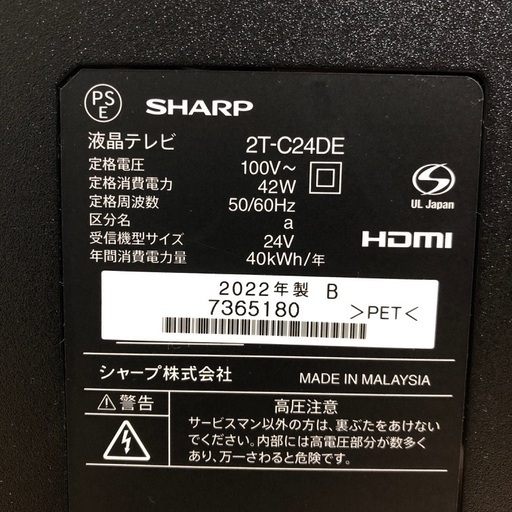 PS
E
SHARP
液晶テレビ 2T-C24DE
定格電圧 100V～
定格消費電力 42W
定格周波数 50/60Hz
区分名 a
受信機型サイズ 24V
年間消費電力量 40kWh/年
UL Japan
HDMI
2022年製 B
7365180
>PET<
シャープ株式会社 MADE IN MALAYSIA
⚠警告
高圧注意
サービスマン以外の方は、裏ぶたをあけない
でください。内部には高電圧部分が数多く
あり、万一さわると危険です。